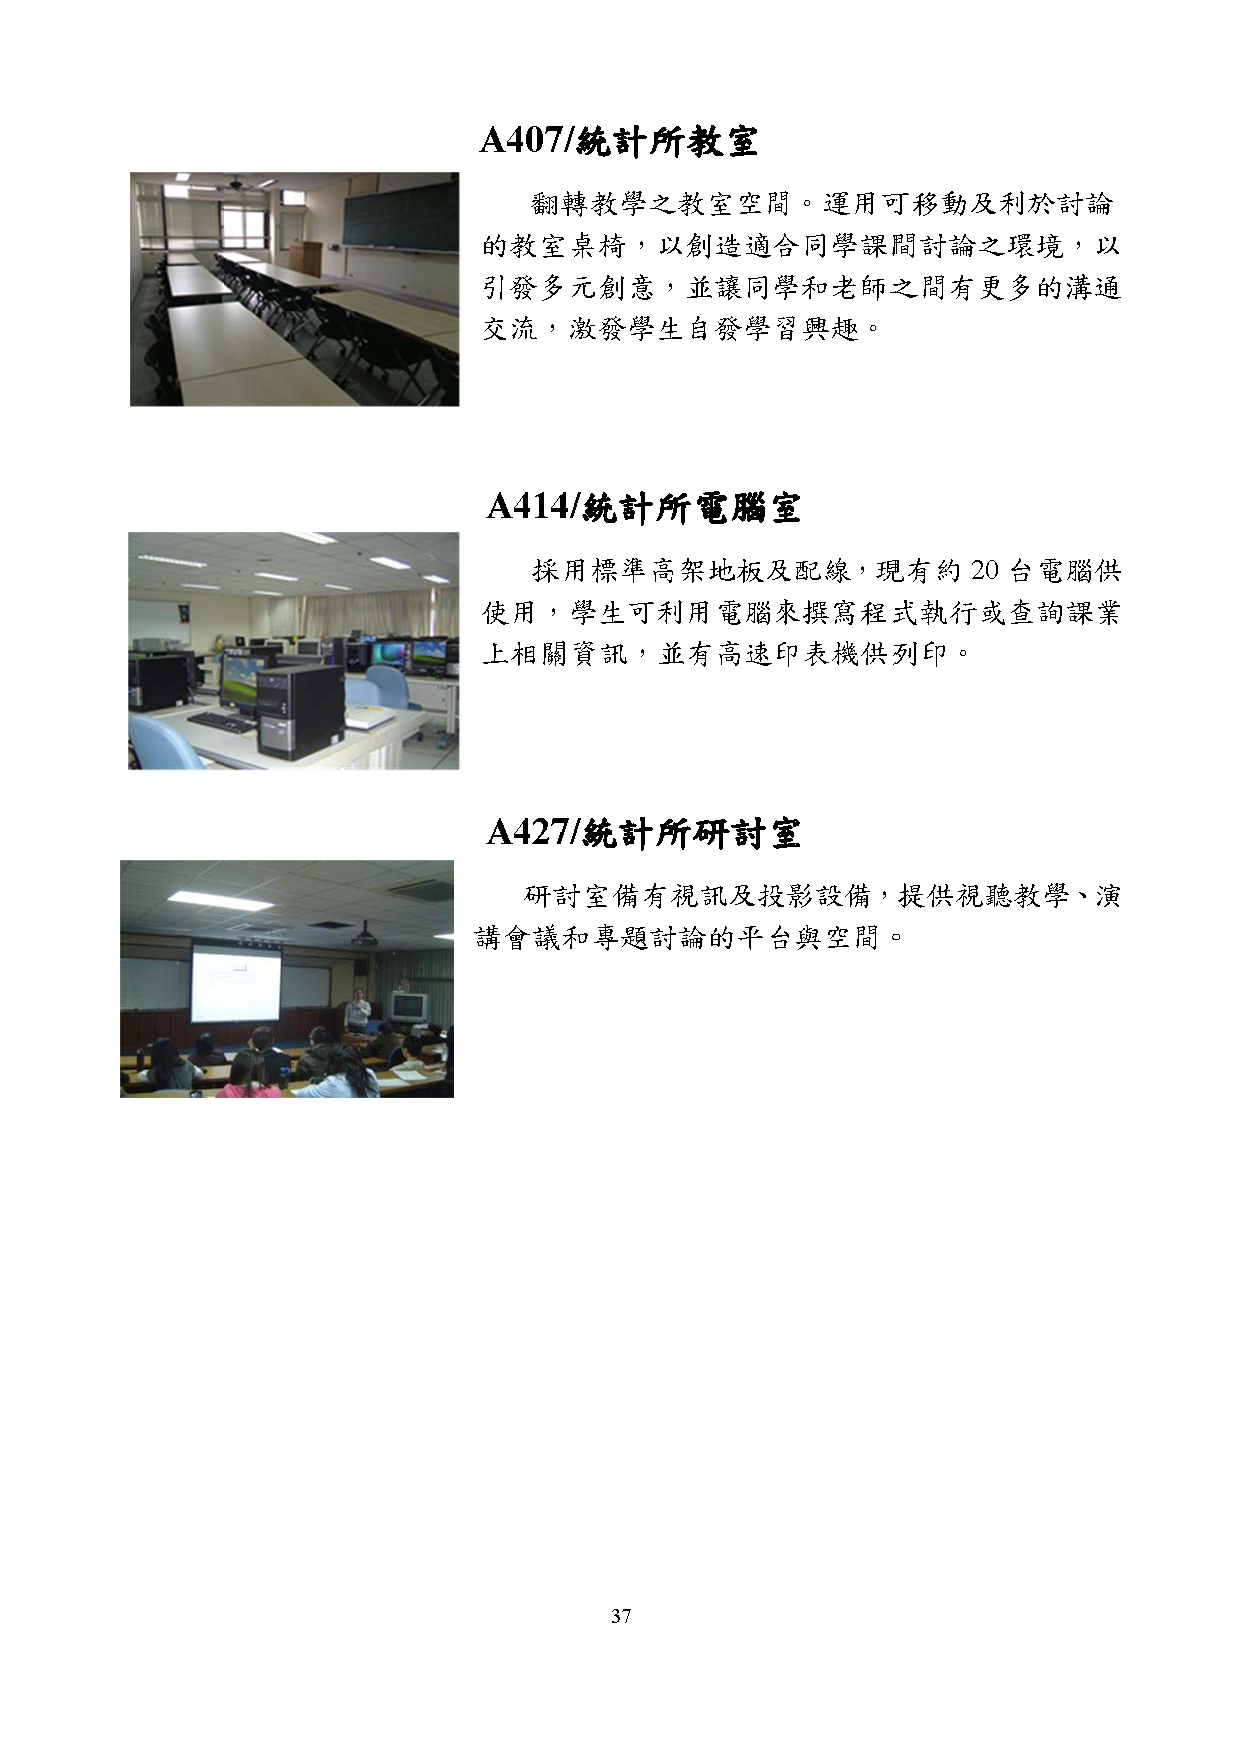 A407/統計所教室
翻轉教學之教室空間。運用可移動及利於討論
的教室桌椅，以創造適合同學課間討論之環境，以
引發多元創意，並讓同學和老師之間有更多的溝通
交流，激發學生自發學習興趣。
A414/統計所電腦室
採用標準高架地板及配線，現有約 20 台電腦供
使用，學生可利用電腦來撰寫程式執行或查詢課業
上相關資訊，並有高速印表機供列印。
A427/統計所研討室
研討室備有視訊及投影設備，提供視聽教學、演
講會議和專題討論的平台與空間。
37